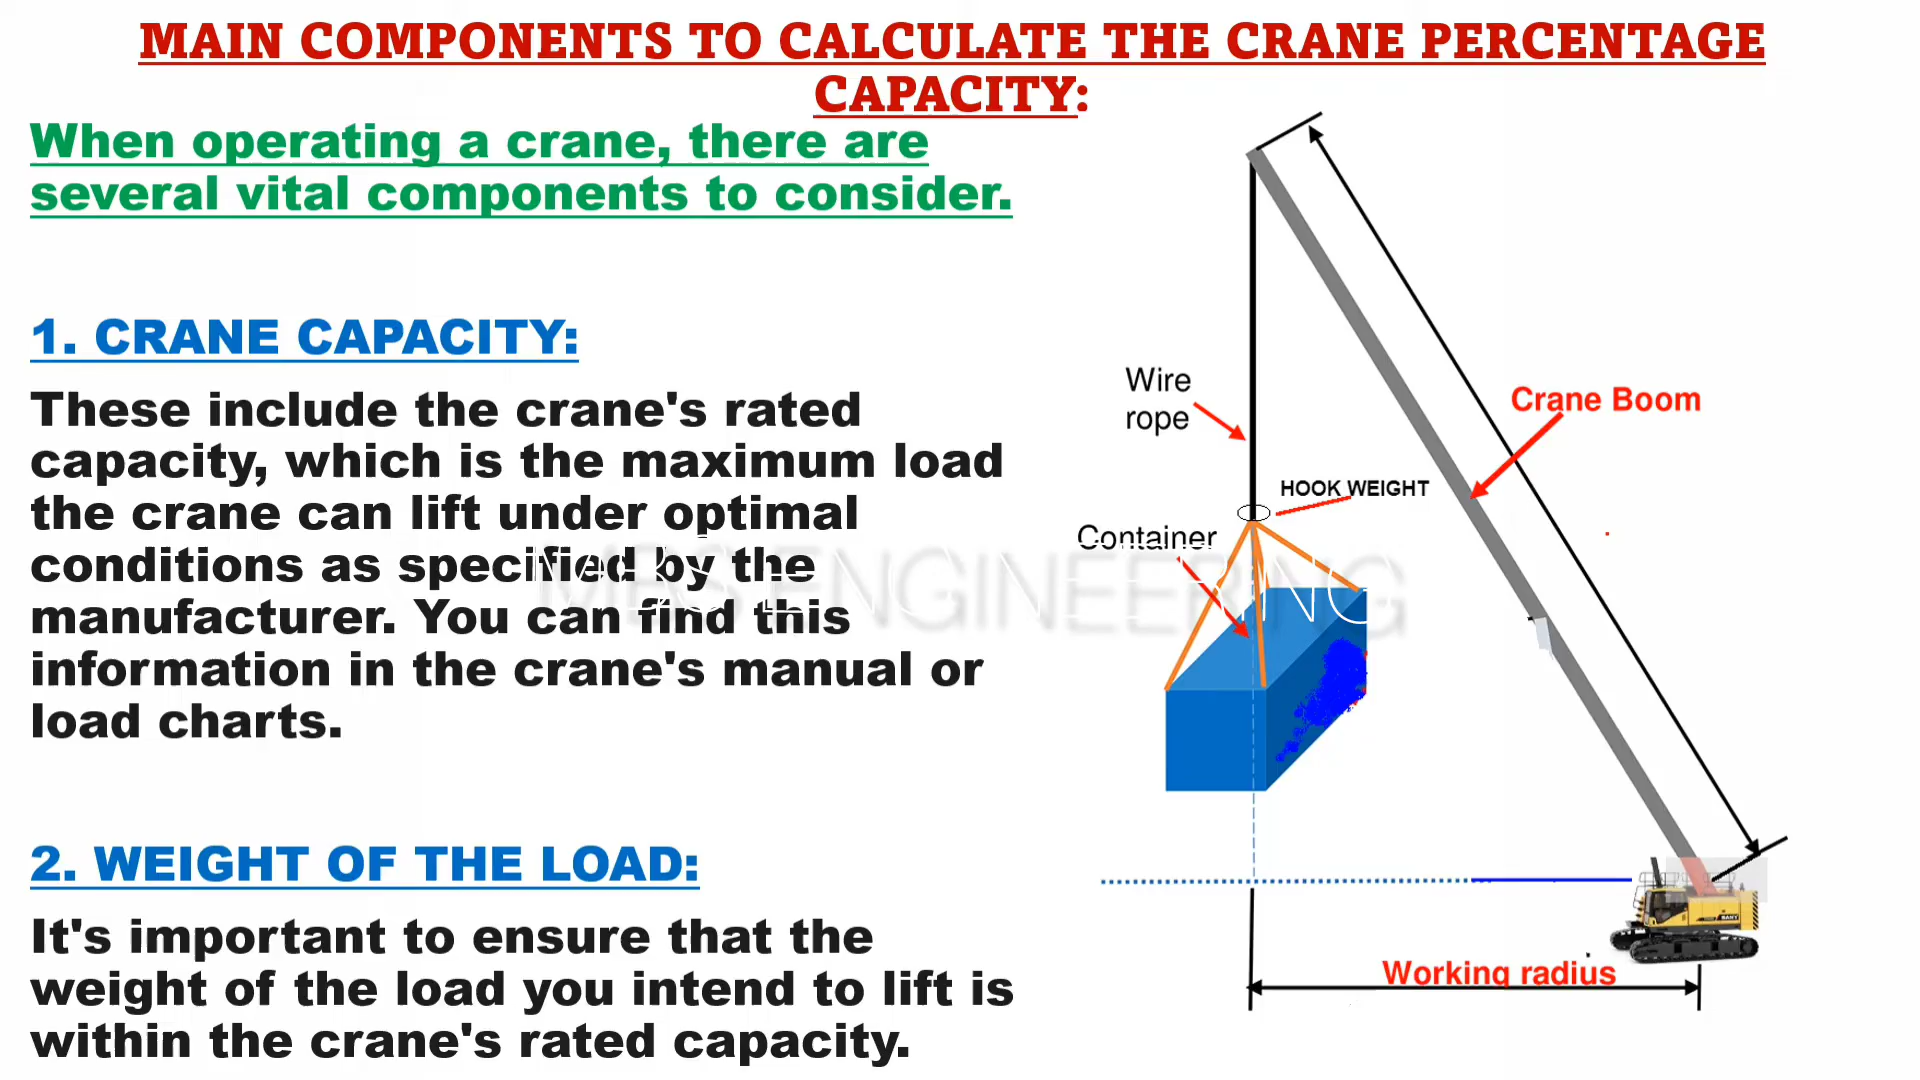 MAIN COMPONENTS TO CALCULATE THE CRANE PERCENTAGE
CAPACITY:
When operating a crane, there are
several vital components to consider.
1. CRANE CAPACITY:
These include the crane's rated
capacity, which is the maximum load
the crane can lift under optimal
conditions as specified by the
manufacturer. You can find this
information in the crane's manual or
load charts.
2. WEIGHT OF THE LOAD:
It's important to ensure that the
weight of the load you intend to lift is
within the crane's rated capacity.
Wire
rope
Crane Boom
HOOK WEIGHT
Container
MBS ENGINEERING
SANY
Working radius